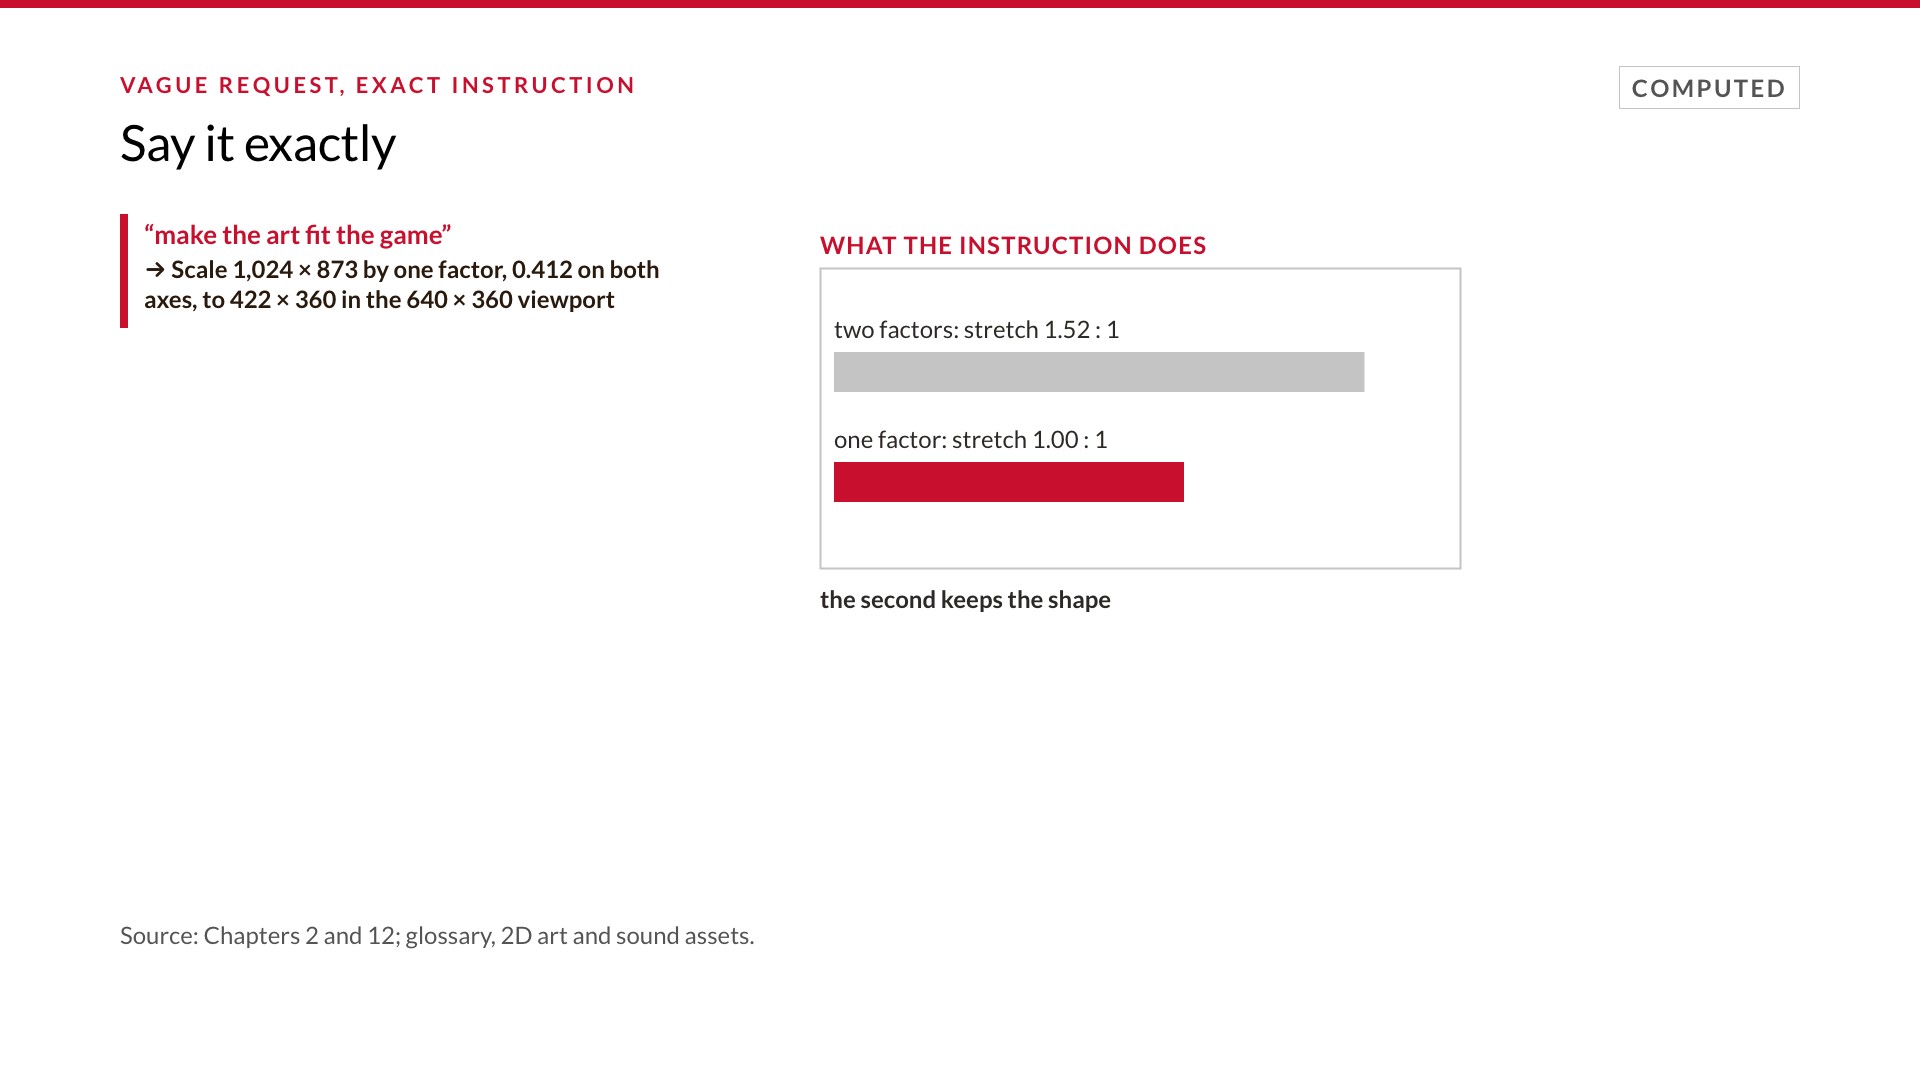 VAGUE REQUEST, EXACT INSTRUCTION
COMPUTED
Say it exactly
“make the art fit the game”
→ Scale 1,024 × 873 by one factor, 0.412 on both
axes, to 422 × 360 in the 640 × 360 viewport
WHAT THE INSTRUCTION DOES
two factors: stretch 1.52 : 1
one factor: stretch 1.00 : 1
the second keeps the shape
Source: Chapters 2 and 12; glossary, 2D art and sound assets.